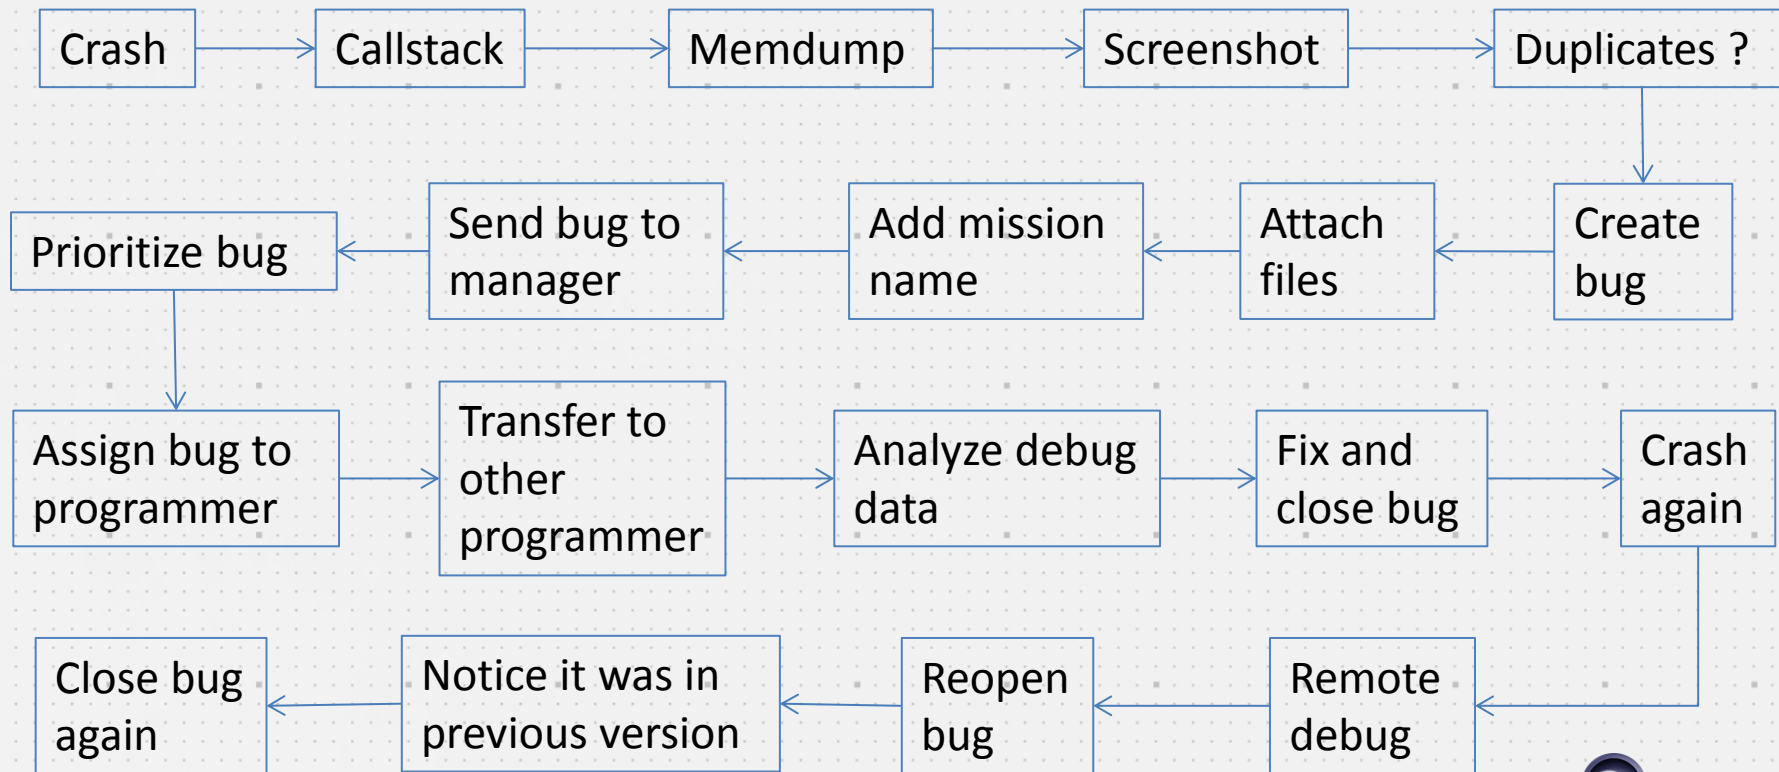 Crash
Callstack
Memdump
Screenshot
Duplicates ?
Create
bug
Attach
files
Add mission
name
Send bug to
manager
Prioritize bug
Assign bug to
programmer
Transfer to
other
programmer
Analyze debug
data
Fix and
close bug
Crash
again
Remote
debug
Reopen
bug
Notice it was in
previous version
Close bug
again